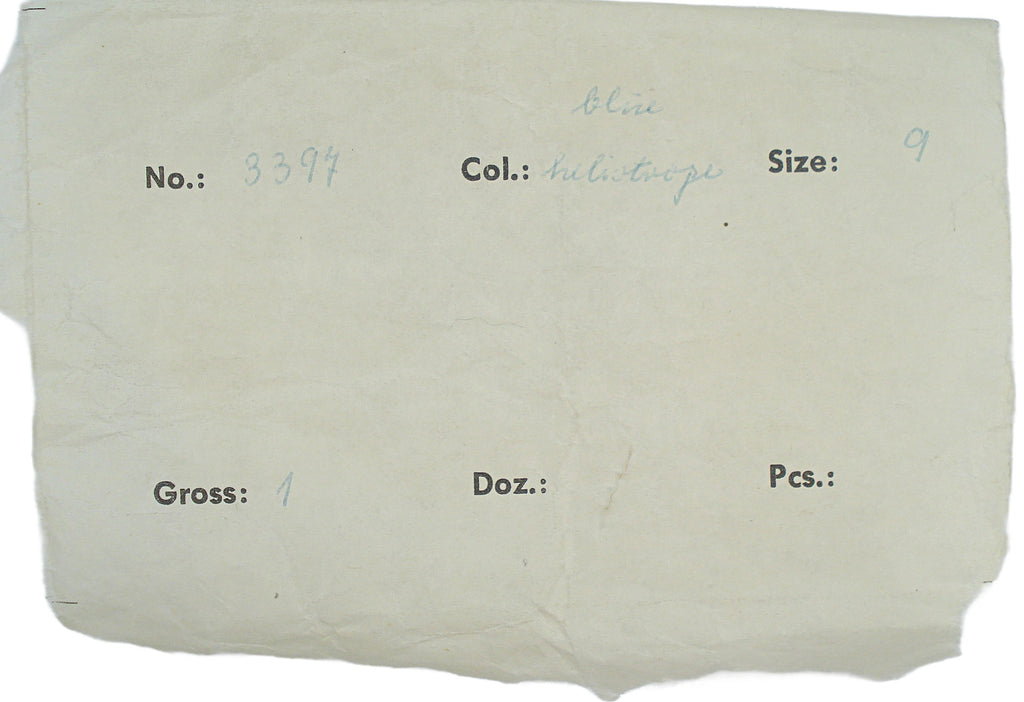 blue
No.: 3397 Col.: heliotrope Size: 9
Gross: 1 Doz.: Pcs.: